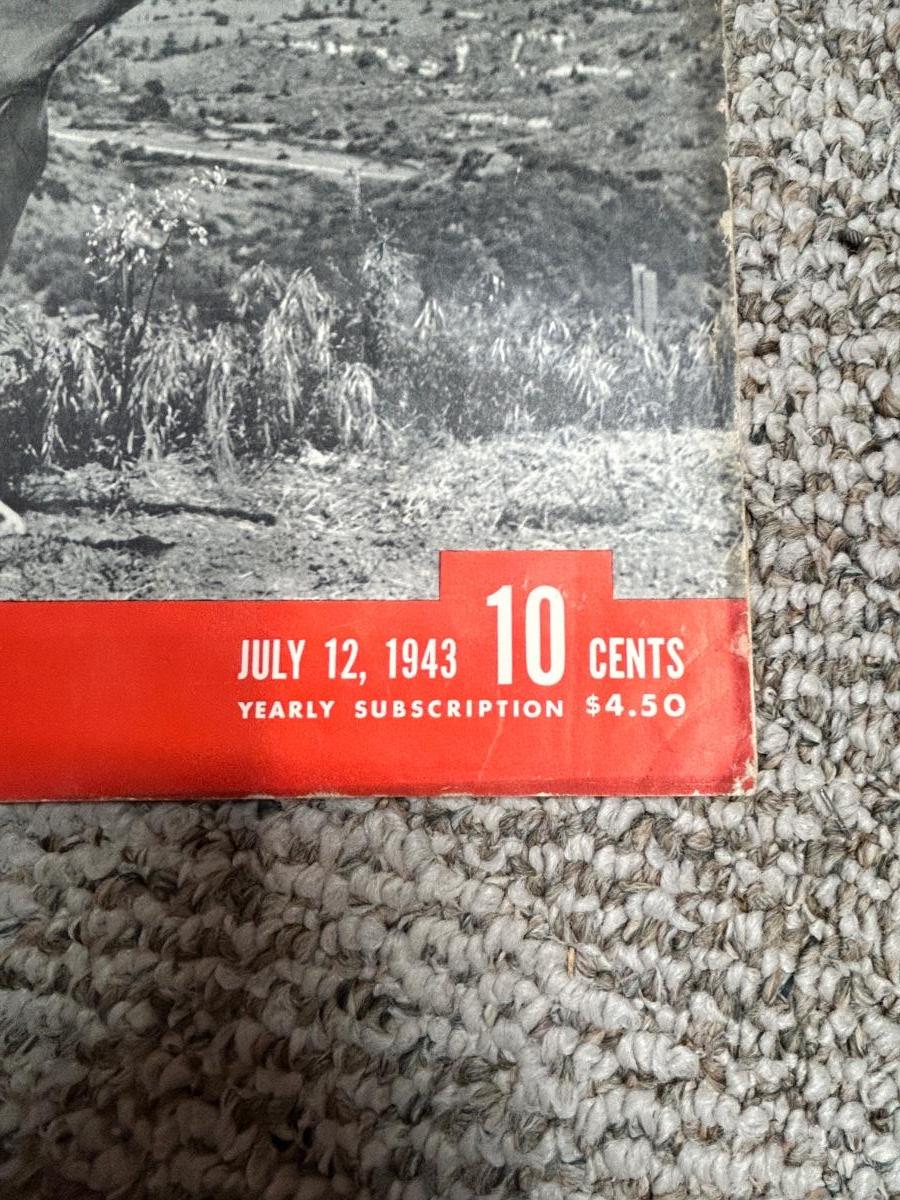 JULY 12, 1943 10 CENTS
YEARLY SUBSCRIPTION $4.50